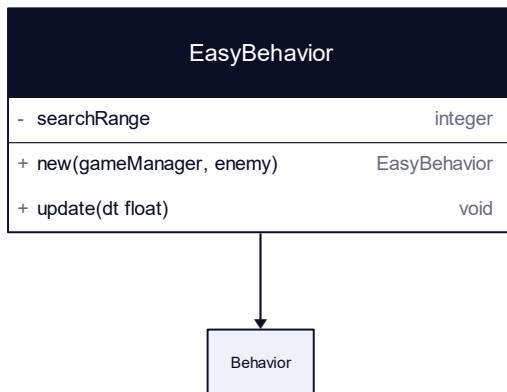 EasyBehavior
- searchRange integer
+ new(gameManager, enemy) EasyBehavior
+ update(dt float) void
Behavior